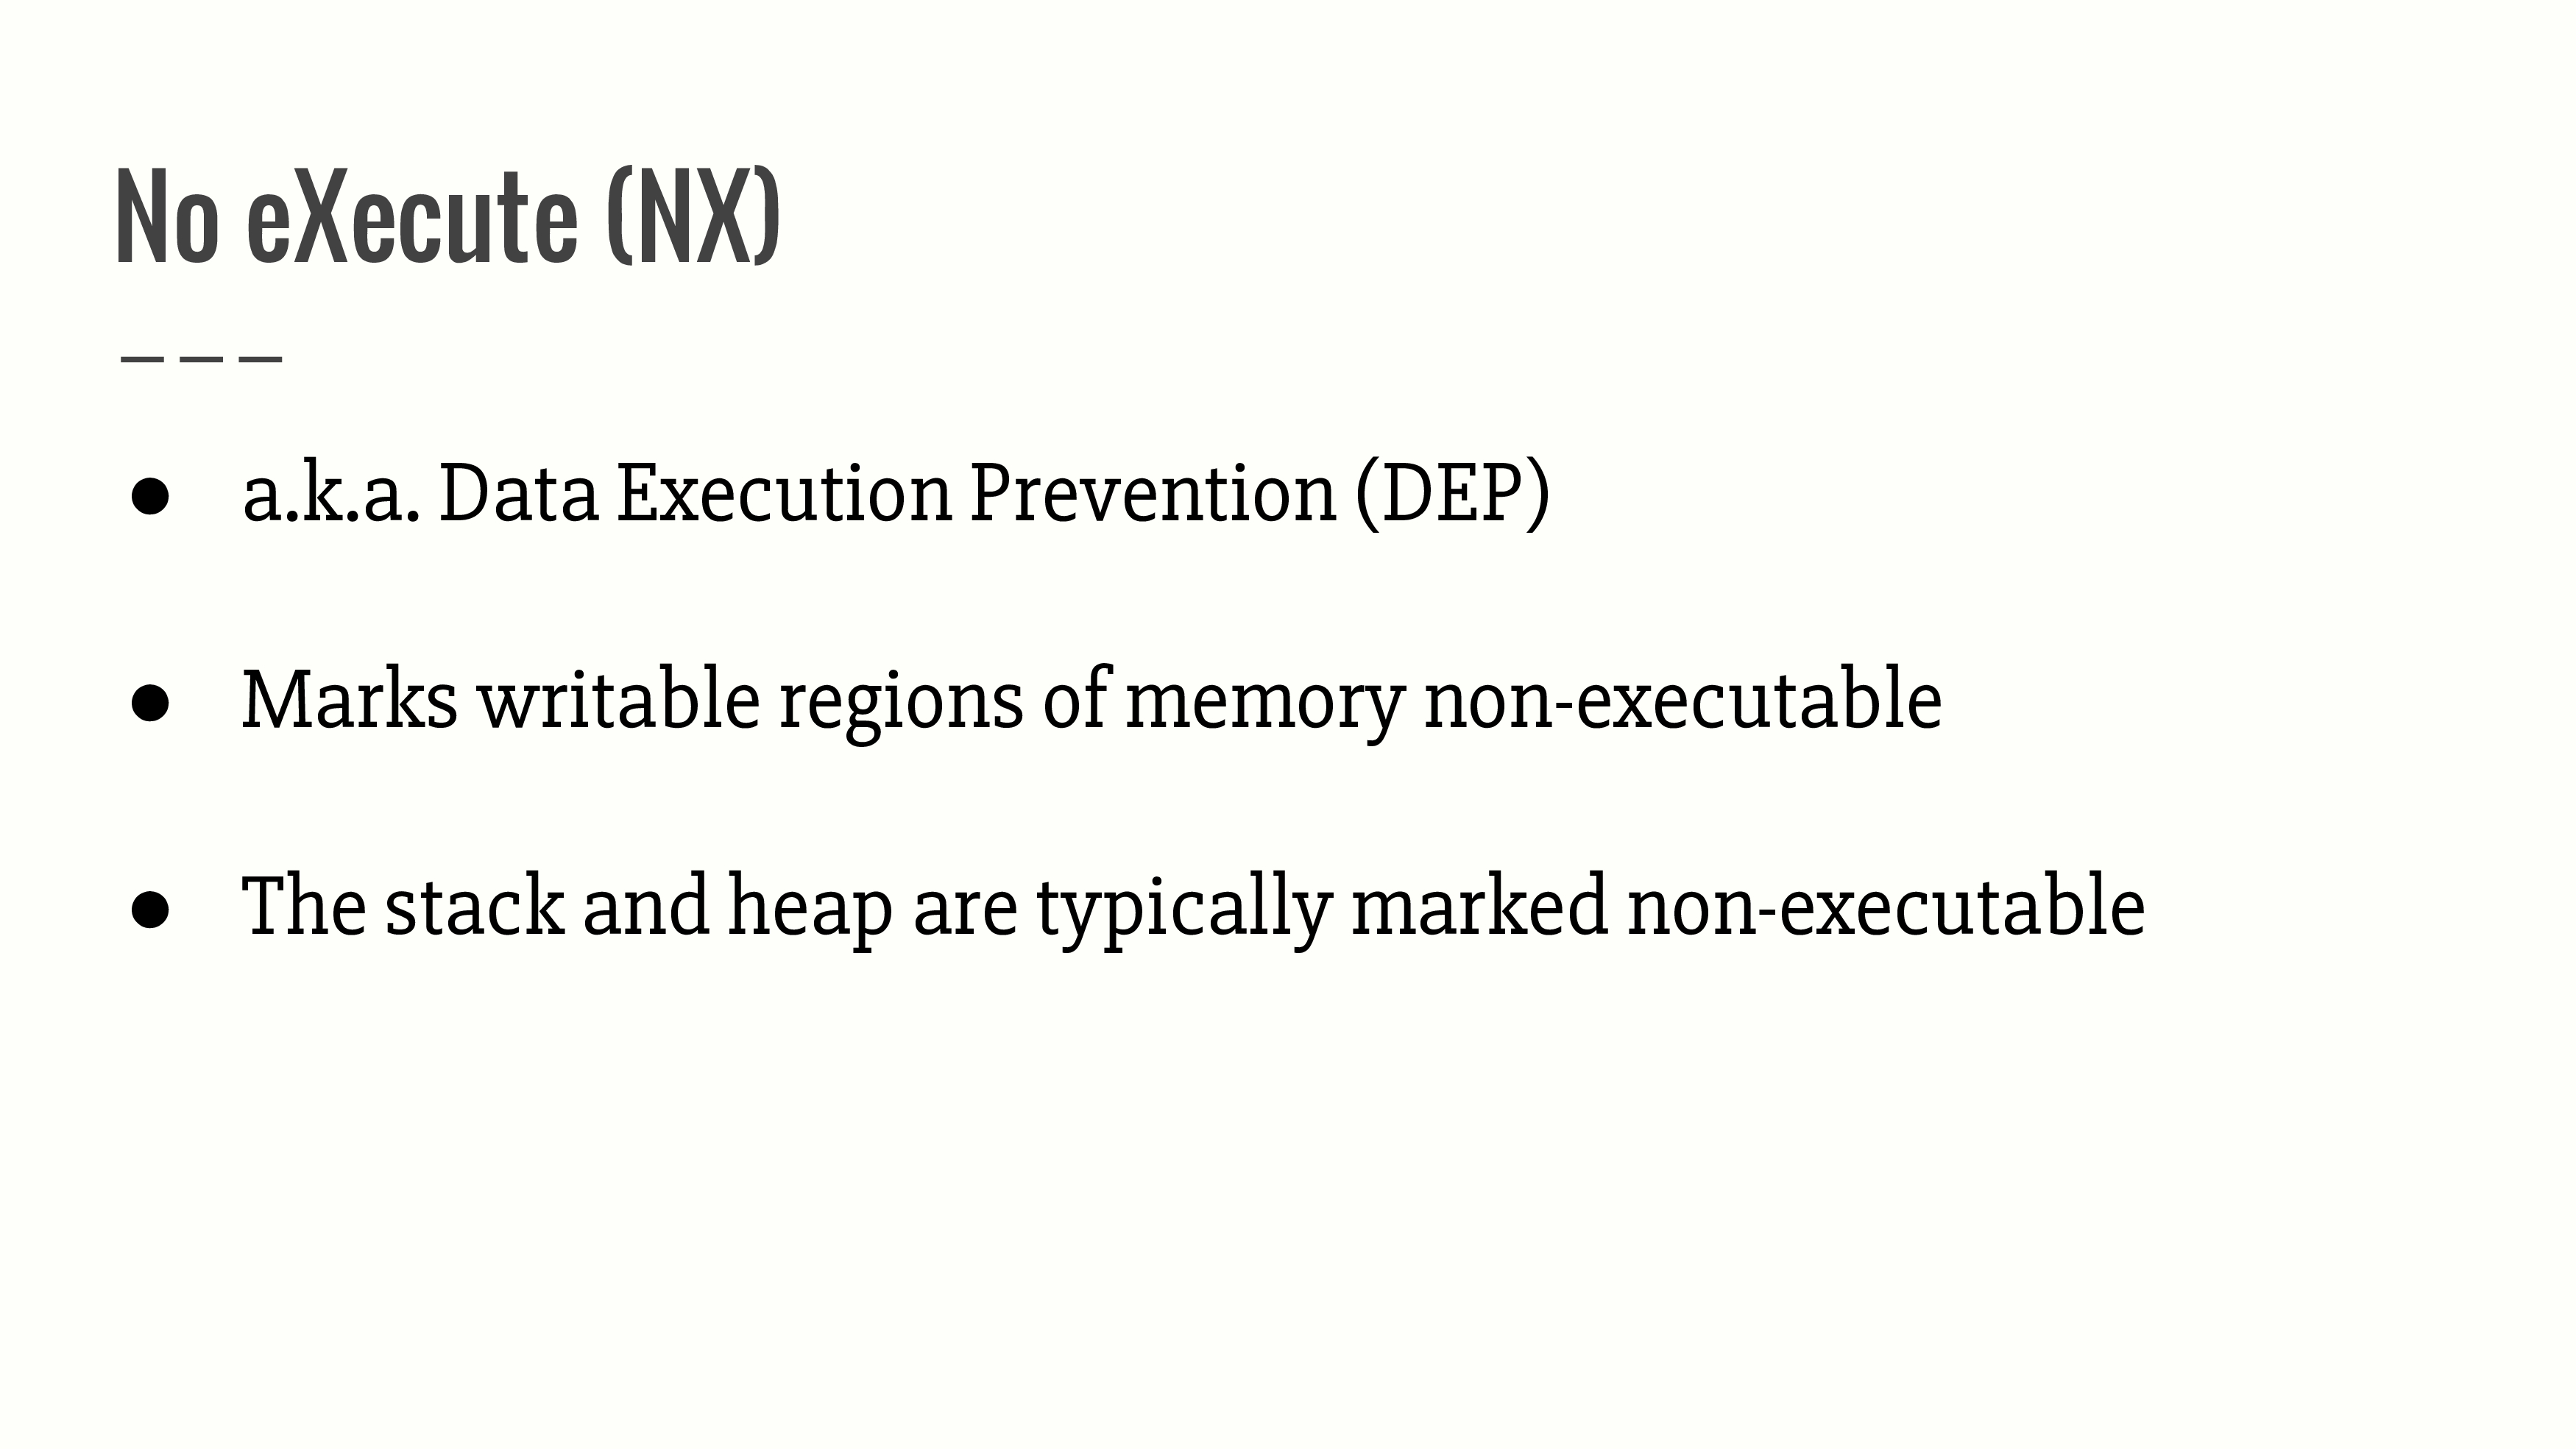 No eXecute (NX)
● a.k.a. Data Execution Prevention (DEP)
● Marks writable regions of memory non-executable
● The stack and heap are typically marked non-executable